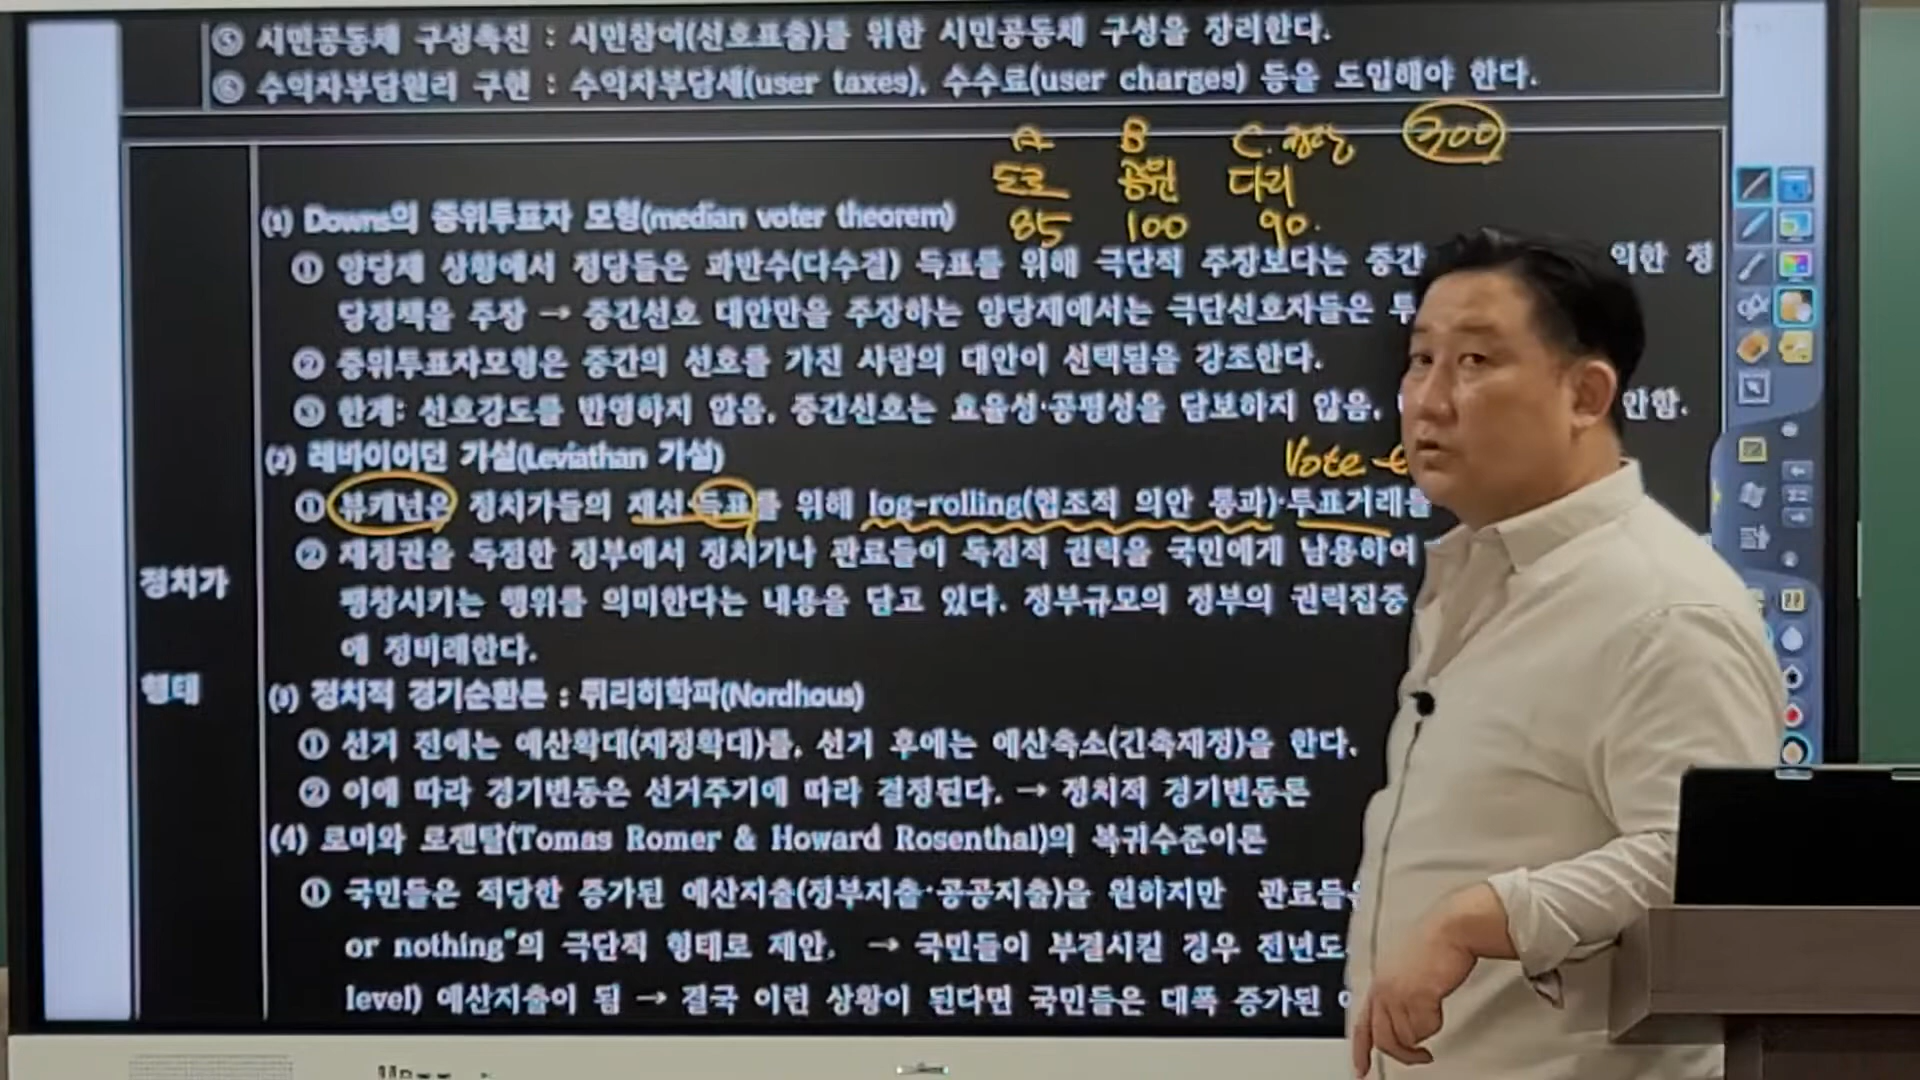 ⑤ 시민공동체 구성촉진 : 시민참여(선호표출)를 위한 시민공동체 구성을 장려한다.
⑥ 수익자부담원리 구현 : 수익자부담세(user taxes), 수수료(user charges) 등을 도입해야 한다.
A B C
300
도로 공원 다리
85 100 90.
(1) Downs의 중위투표자 모형(median voter theorem)
① 양당제 상황에서 정당들은 과반수(다수결) 득표를 위해 극단적 주장보다는 중간 의한 정
당정책을 주장 → 중간선호 대안만을 주장하는 양당제에서는 극단선호자들은 투
② 중위투표자모형은 중간의 선호를 가진 사람의 대안이 선택됨을 강조한다.
③ 한계: 선호강도를 반영하지 않음, 중간선호는 효율성·공평성을 담보하지 않음, 안함.
(2) 레바이어던 가설(Leviathan 가설)
Vote
① 뷰캐넌은 정치가들의 재선·득표를 위해 log-rolling(협조적 의안 통과)·투표거래를
② 재정권을 독점한 정부에서 정치가나 관료들이 독점적 권력을 국민에게 남용하여
팽창시키는 행위를 의미한다는 내용을 담고 있다. 정부규모의 정부의 권력집중
에 정비례한다.
정치가
행태
(3) 정치적 경기순환론 : 쮜리히학파(Nordhous)
① 선거 전에는 예산확대(재정확대)를, 선거 후에는 예산축소(긴축재정)을 한다.
② 이에 따라 경기변동은 선거주기에 따라 결정된다. → 정치적 경기변동론
(4) 로머와 로젠탈(Tomas Romer & Howard Rosenthal)의 복귀수준이론
① 국민들은 적당한 증가된 예산지출(정부지출·공공지출)을 원하지만 관료들은
or nothing"의 극단적 형태로 제안. → 국민들이 부결시킬 경우 전년도
level) 예산지출이 됨 → 결국 이런 상황이 된다면 국민들은 대폭 증가된